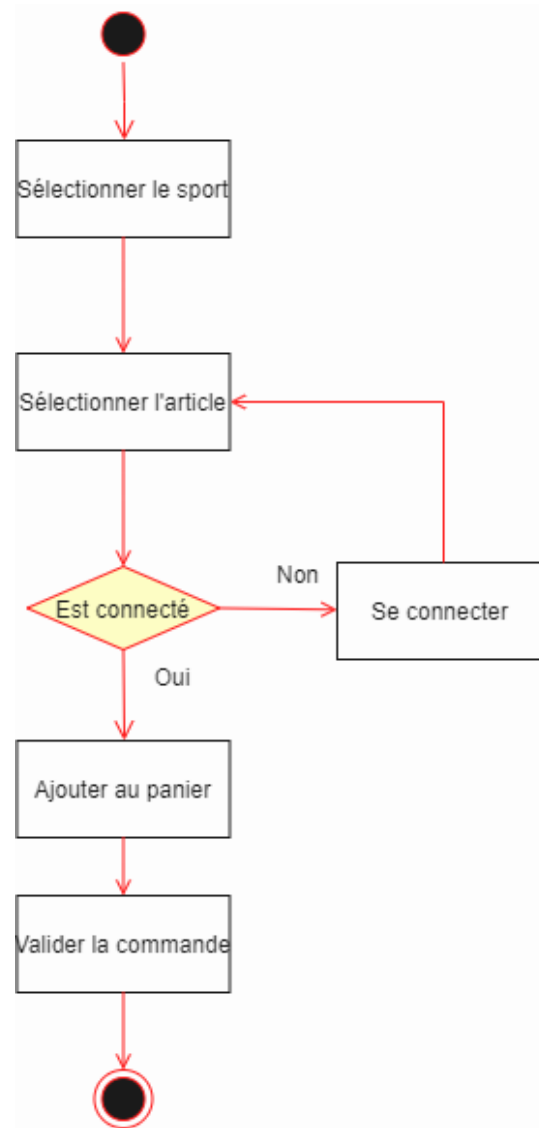 Sélectionner le sport
Sélectionner l'article
Est connecté
Non
Se connecter
Oui
Ajouter au panier
Valider la commande